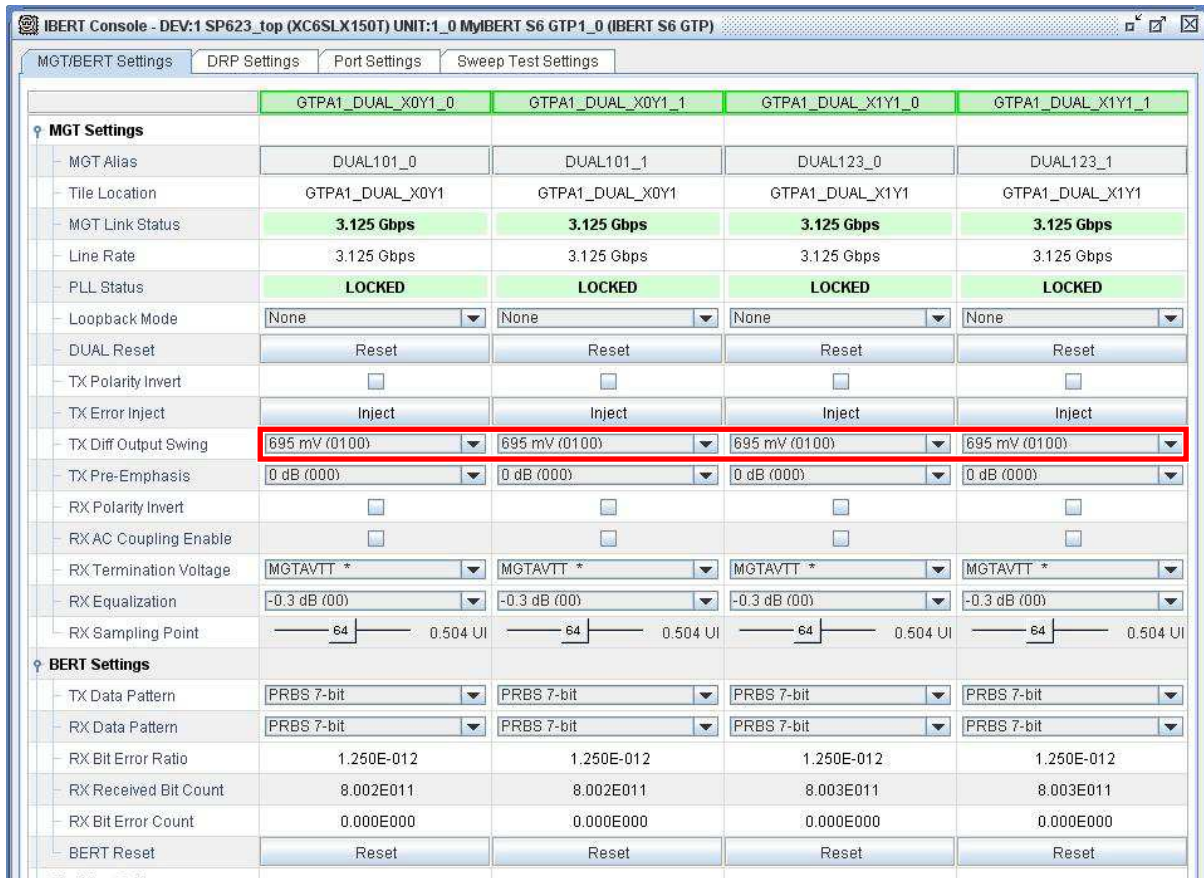 IBERT Console - DEV:1 SP623_top (XC6SLX150T) UNIT:1_0 MyIBERT S6 GTP1_0 (IBERT S6 GTP)
MGT/BERT Settings DRP Settings Port Settings Sweep Test Settings
GTPA1_DUAL_X0Y1_0 GTPA1_DUAL_X0Y1_1 GTPA1_DUAL_X1Y1_0 GTPA1_DUAL_X1Y1_1
MGT Settings
MGT Alias DUAL101_0 DUAL101_1 DUAL123_0 DUAL123_1
Tile Location GTPA1_DUAL_X0Y1 GTPA1_DUAL_X0Y1 GTPA1_DUAL_X1Y1 GTPA1_DUAL_X1Y1
MGT Link Status 3.125 Gbps 3.125 Gbps 3.125 Gbps 3.125 Gbps
Line Rate 3.125 Gbps 3.125 Gbps 3.125 Gbps 3.125 Gbps
PLL Status LOCKED LOCKED LOCKED LOCKED
Loopback Mode None None None None
DUAL Reset Reset Reset Reset Reset
TX Polarity Invert
TX Error Inject Inject Inject Inject Inject
TX Diff Output Swing 695 mV (0100) 695 mV (0100) 695 mV (0100) 695 mV (0100)
TX Pre-Emphasis 0 dB (000) 0 dB (000) 0 dB (000) 0 dB (000)
RX Polarity Invert
RX AC Coupling Enable
RX Termination Voltage MGTAVTT * MGTAVTT * MGTAVTT * MGTAVTT *
RX Equalization -0.3 dB (00) -0.3 dB (00) -0.3 dB (00) -0.3 dB (00)
RX Sampling Point 64 0.504 UI 64 0.504 UI 64 0.504 UI 64 0.504 UI
BERT Settings
TX Data Pattern PRBS 7-bit PRBS 7-bit PRBS 7-bit PRBS 7-bit
RX Data Pattern PRBS 7-bit PRBS 7-bit PRBS 7-bit PRBS 7-bit
RX Bit Error Ratio 1.250E-012 1.250E-012 1.250E-012 1.250E-012
RX Received Bit Count 8.002E011 8.002E011 8.003E011 8.003E011
RX Bit Error Count 0.000E000 0.000E000 0.000E000 0.000E000
BERT Reset Reset Reset Reset Reset